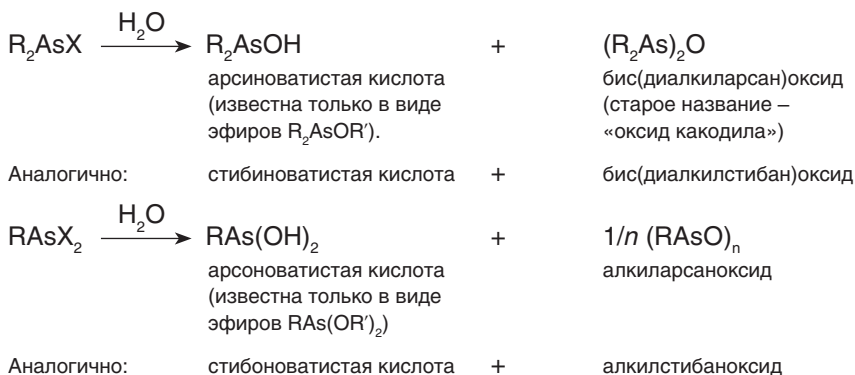 H₂O
R₂AsX → R₂AsOH + (R₂As)₂O
арсиноватистая кислота бис(диалкиларсан)оксид
(известна только в виде (старое название –
эфиров R₂AsOR′). «оксид какодила»)
Аналогично: стибиноватистая кислота + бис(диалкилстибан)оксид
H₂O
RAsX₂ → RAs(OH)₂ + 1/n (RAsO)ₙ
арсоноватистая кислота алкиларсаноксид
(известна только в виде
эфиров RAs(OR′)₂)
Аналогично: стибоноватистая кислота + алкилстибаноксид